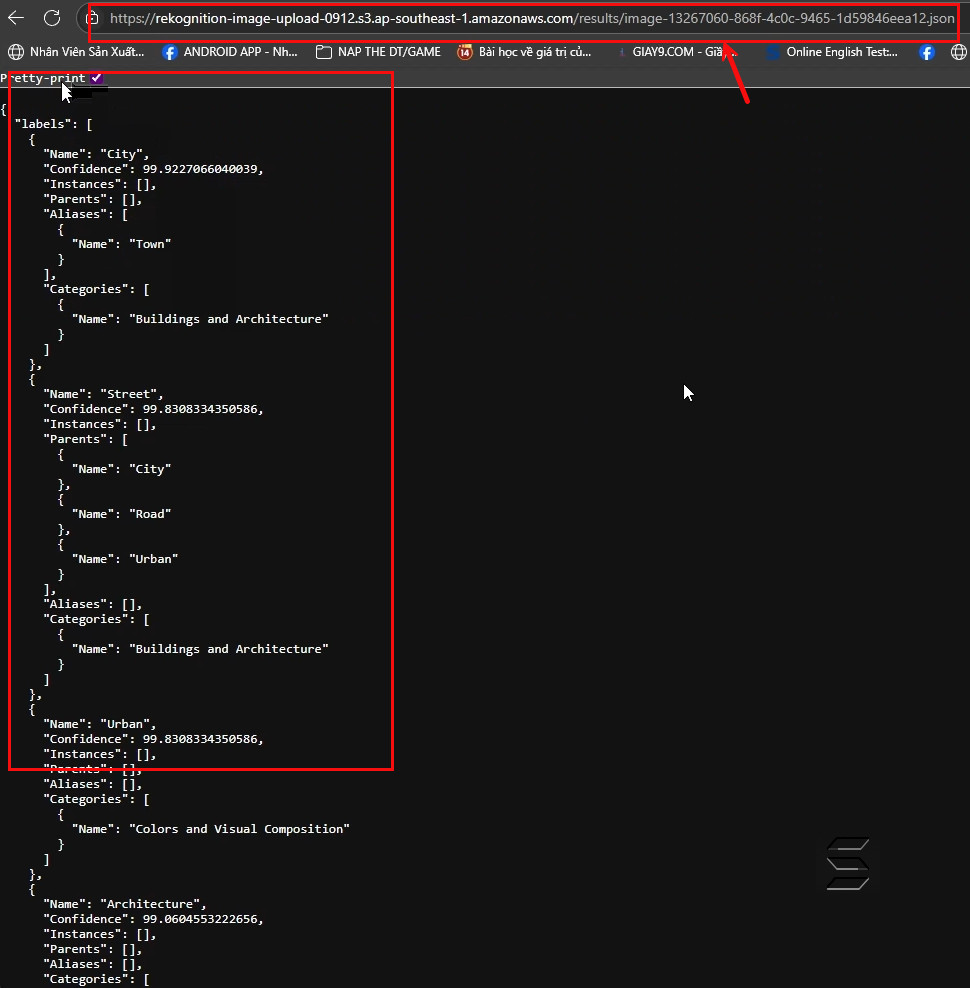 https://rekognition-image-upload-0912.s3.ap-southeast-1.amazonaws.com/results/image-13267060-868f-4c0c-9465-1d59846eea12.json
Nhân Viên Sản Xuất... ANDROID APP - Nh... NAP THE DT/GAME 14 Bài học về giá trị củ... GIAY9.COM - Già... Online English Test:...
Pretty-print
{
"labels": [
{
"Name": "City",
"Confidence": 99.9227066040039,
"Instances": [],
"Parents": [],
"Aliases": [
{
"Name": "Town"
}
],
"Categories": [
{
"Name": "Buildings and Architecture"
}
]
},
{
"Name": "Street",
"Confidence": 99.8308334350586,
"Instances": [],
"Parents": [
{
"Name": "City"
},
{
"Name": "Road"
},
{
"Name": "Urban"
}
],
"Aliases": [],
"Categories": [
{
"Name": "Buildings and Architecture"
}
]
},
{
"Name": "Urban",
"Confidence": 99.8308334350586,
"Instances": [],
"Parents": [],
"Aliases": [],
"Categories": [
{
"Name": "Colors and Visual Composition"
}
]
},
{
"Name": "Architecture",
"Confidence": 99.0604553222656,
"Instances": [],
"Parents": [],
"Aliases": [],
"Categories": [